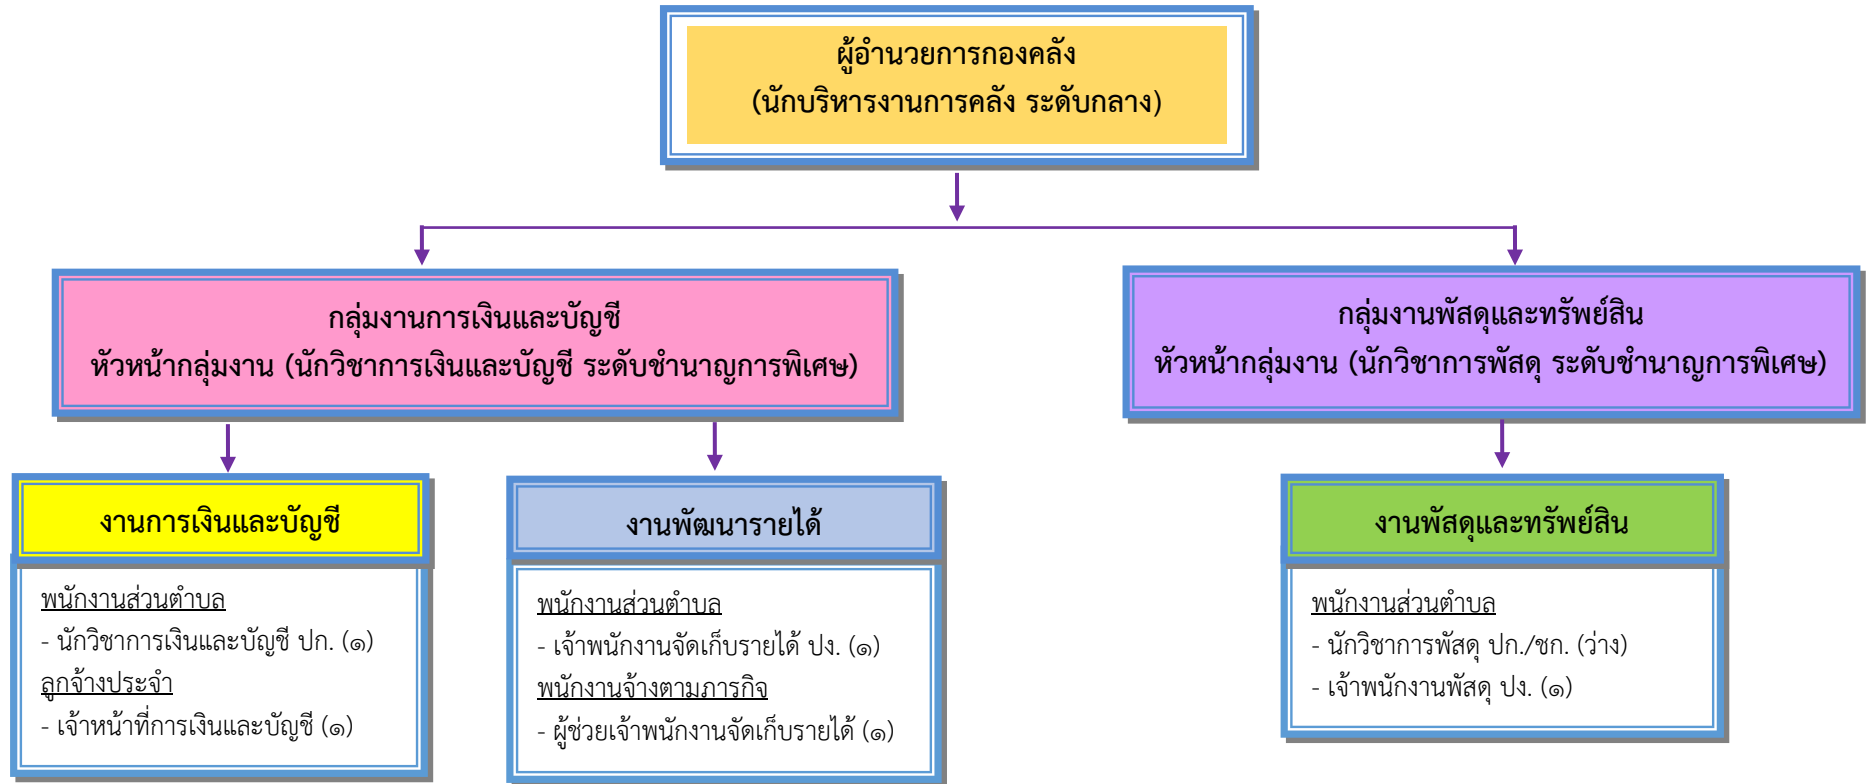 ผู้อำนวยการกองคลัง
(นักบริหารงานการคลัง ระดับกลาง)
กลุ่มงานการเงินและบัญชี
หัวหน้ากลุ่มงาน (นักวิชาการเงินและบัญชี ระดับชำนาญการพิเศษ)
กลุ่มงานพัสดุและทรัพย์สิน
หัวหน้ากลุ่มงาน (นักวิชาการพัสดุ ระดับชำนาญการพิเศษ)
งานการเงินและบัญชี
พนักงานส่วนตำบล
- นักวิชาการเงินและบัญชี ปก. (๑)
ลูกจ้างประจำ
- เจ้าหน้าที่การเงินและบัญชี (๑)
งานพัฒนารายได้
พนักงานส่วนตำบล
- เจ้าพนักงานจัดเก็บรายได้ ปง. (๑)
พนักงานจ้างตามภารกิจ
- ผู้ช่วยเจ้าพนักงานจัดเก็บรายได้ (๑)
งานพัสดุและทรัพย์สิน
พนักงานส่วนตำบล
- นักวิชาการพัสดุ ปก./ชก. (ว่าง)
- เจ้าพนักงานพัสดุ ปง. (๑)